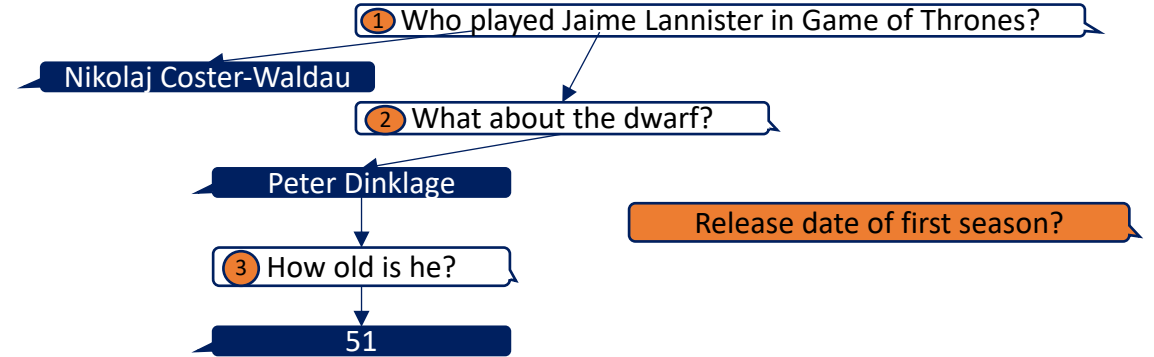 1 Who played Jaime Lannister in Game of Thrones?
Nikolaj Coster-Waldau
2 What about the dwarf?
Peter Dinklage
Release date of first season?
3 How old is he?
51